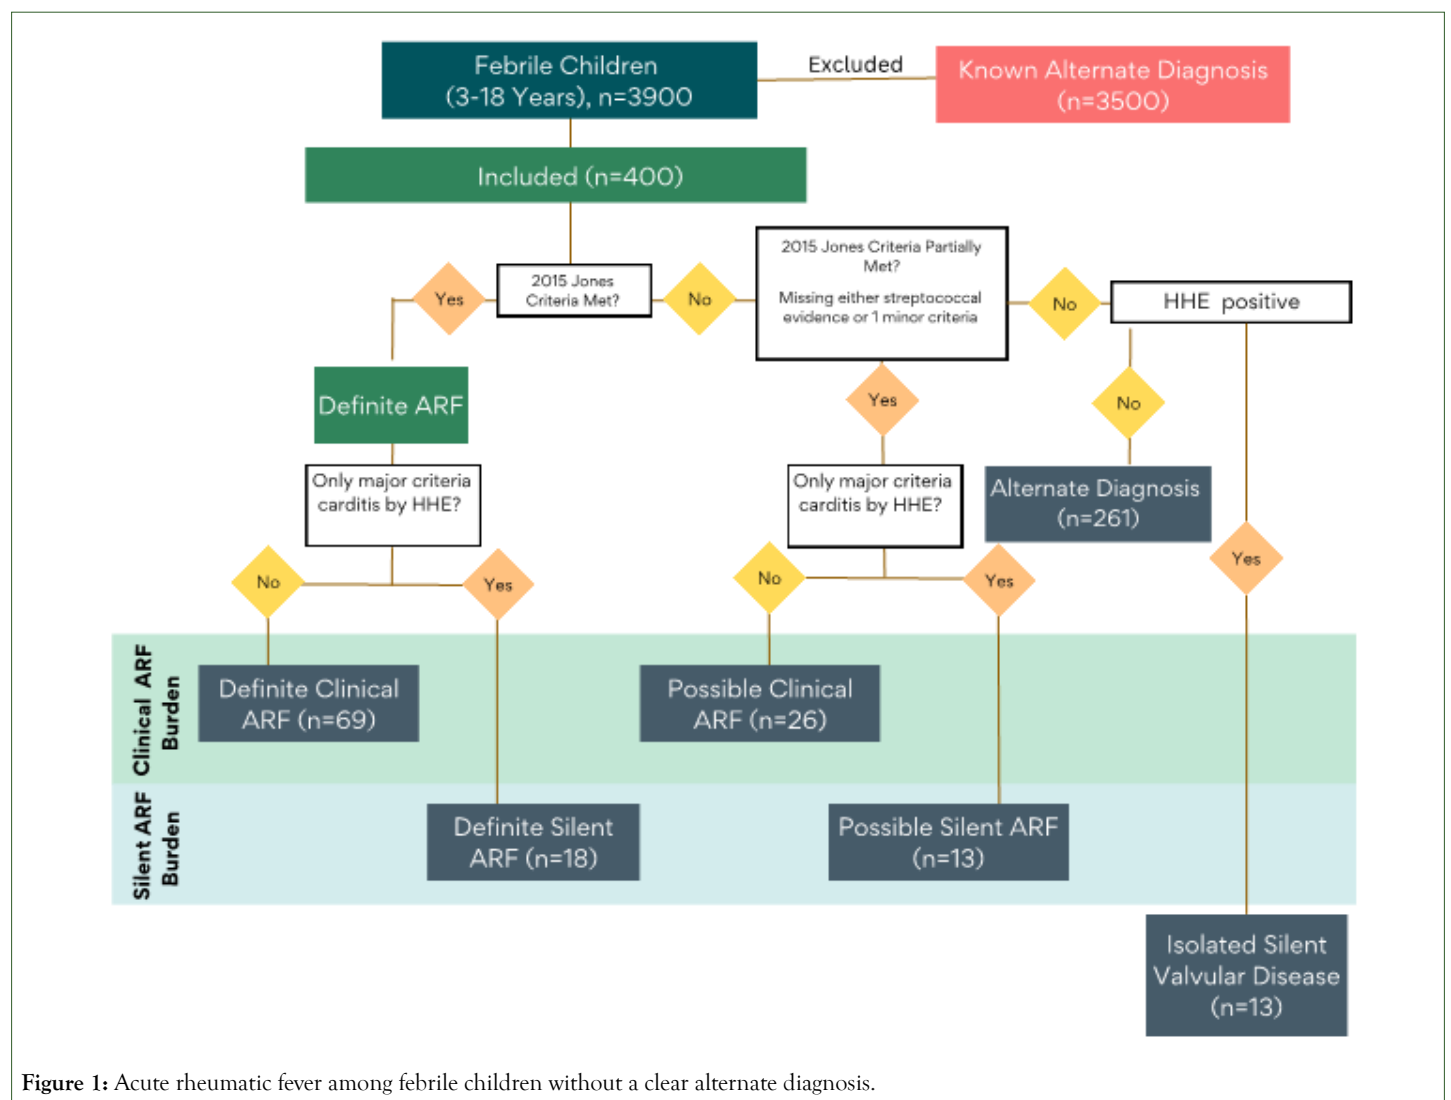 Febrile Children
(3-18 Years), n=3900
Excluded
Known Alternate Diagnosis
(n=3500)
Included (n=400)
2015 Jones
Criteria Met?
Yes
No
2015 Jones Criteria Partially
Met?
Missing either streptococcal
evidence or 1 minor criteria
No
HHE positive
Definite ARF
Yes
No
Only major criteria
carditis by HHE?
Only major criteria
carditis by HHE?
Alternate Diagnosis
(n=261)
No
Yes
No
Yes
Yes
Clinical ARF
Burden
Definite Clinical
ARF (n=69)
Possible Clinical
ARF (n=26)
Silent ARF
Burden
Definite Silent
ARF (n=18)
Possible Silent ARF
(n=13)
Isolated Silent
Valvular Disease
(n=13)
Figure 1: Acute rheumatic fever among febrile children without a clear alternate diagnosis.